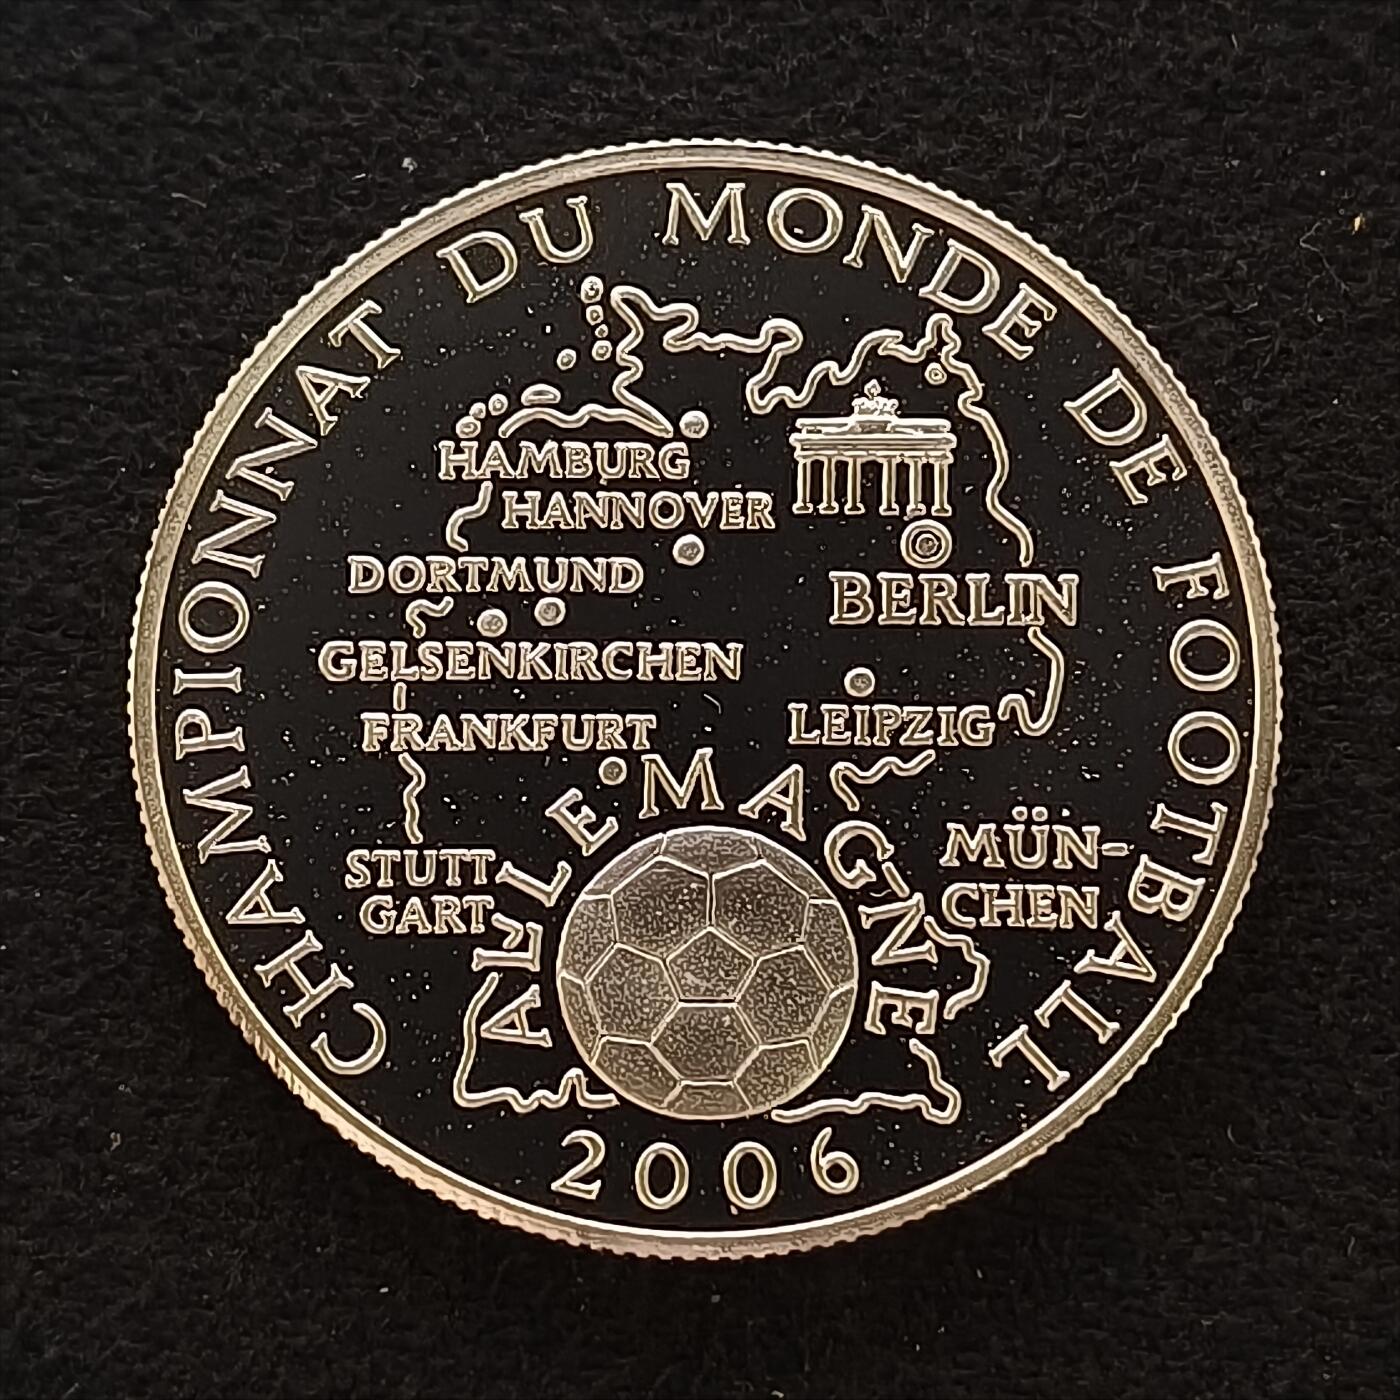 CHAMPIONNAT DU MONDE DE FOOTBALL
HAMBURG
HANNOVER
DORTMUND
BERLIN
GELSENKIRCHEN
FRANKFURT
LEIPZIG
ALLEMAGNE
STUTT
GART
MÜN-
CHEN
2006